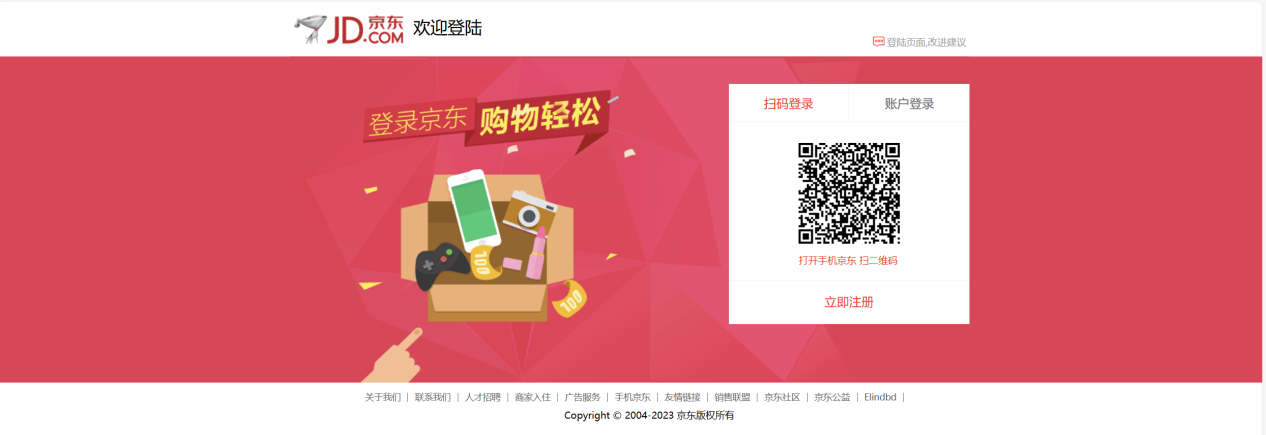 JD 京东 .COM 欢迎登陆
登陆页面,改进建议
登录京东 购物轻松
扫码登录 账户登录
100
100
打开手机京东 扫二维码
立即注册
关于我们 | 联系我们 | 人才招聘 | 商家入住 | 广告服务 | 手机京东 | 友情链接 | 销售联盟 | 京东社区 | 京东公益 | Elindbd |
Copyright © 2004-2023 京东版权所有